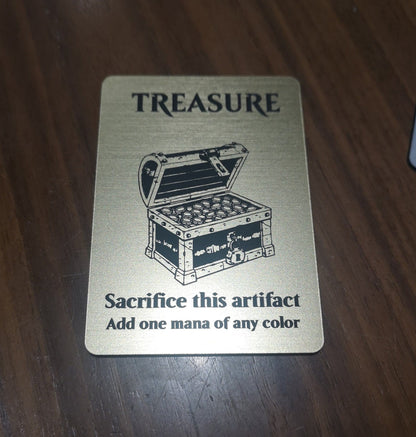 TREASURE
Sacrifice this artifact
Add one mana of any color